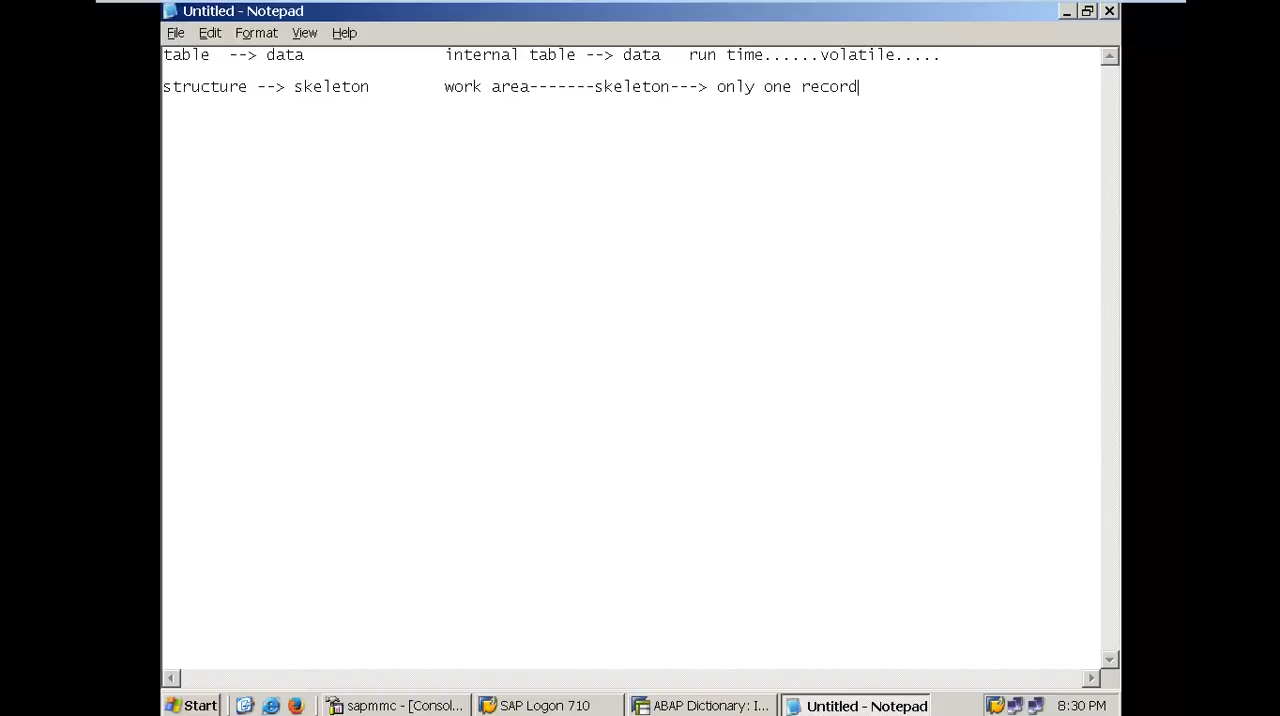 Untitled - Notepad
File Edit Format View Help
table --> data internal table --> data run time......volatile.....
structure --> skeleton work area-------skeleton---> only one record
Start sapmmc - [Consol... SAP Logon 710 ABAP Dictionary: I... Untitled - Notepad 8:30 PM